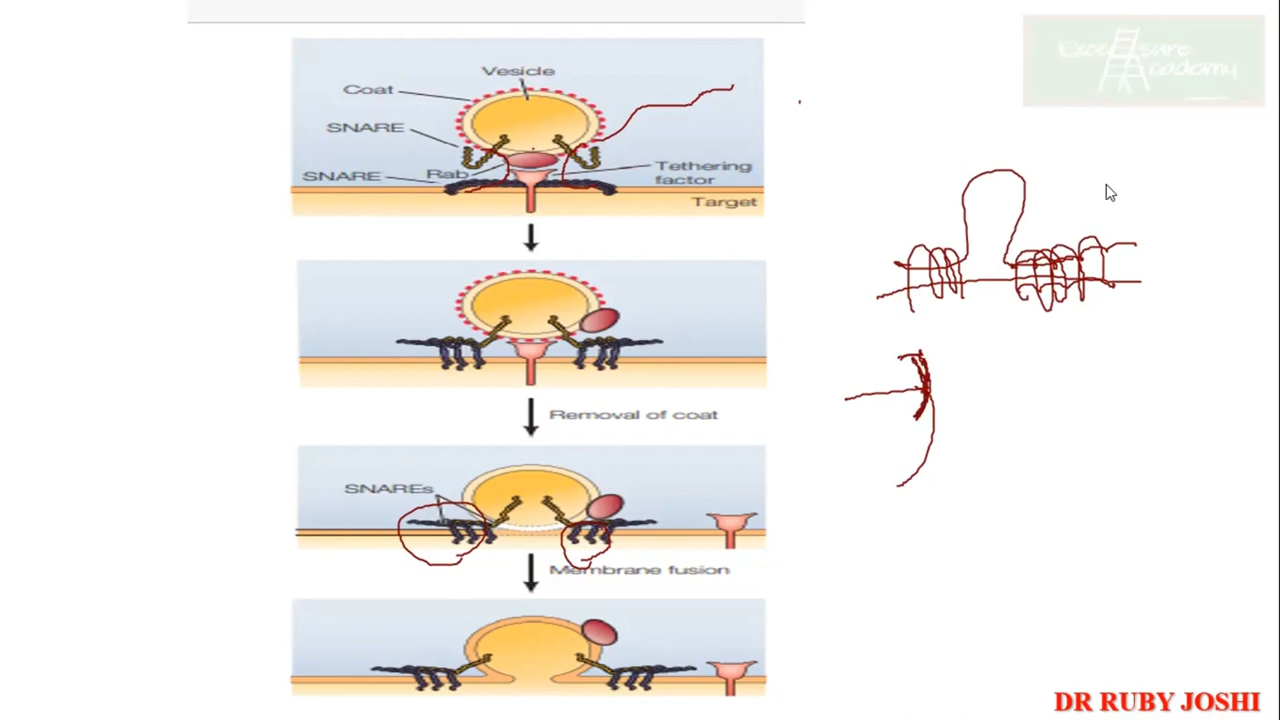 Vesicle
Coat
SNARE
Rab
Tethering
factor
SNARE
Target
Removal of coat
SNAREs
Membrane fusion
DR RUBY JOSHI